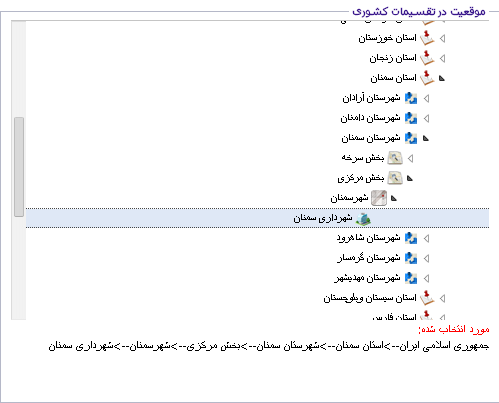 موقعیت در تقسیمات کشوری
استان خوزستان
استان زنجان
استان سمنان
شهرستان آرادان
شهرستان دامغان
شهرستان سمنان
بخش سرخه
بخش مرکزی
شهرسمنان
شهرداری سمنان
شهرستان شاهرود
شهرستان گرمسار
شهرستان مهدیشهر
استان سیستان وبلوچستان
استان فارس
مورد انتخاب شده:
جمهوری اسلامی ایران-->استان سمنان-->شهرستان سمنان-->بخش مرکزی-->شهرسمنان-->شهرداری سمنان